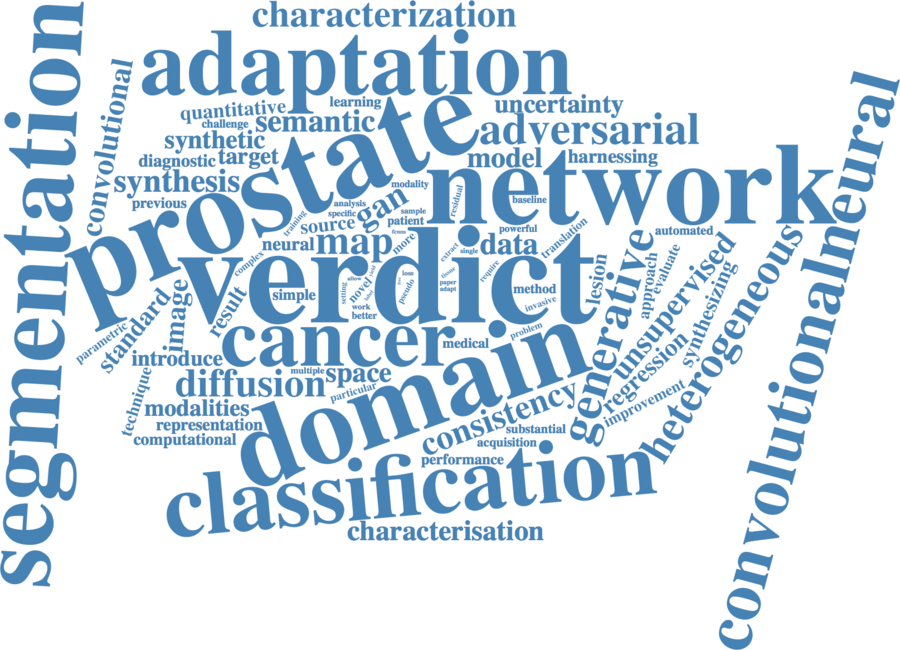 characterization
adaptation
segmentation
convolutional
quantitative
learning
challenge
semantic
uncertainty
adversarial
synthetic
diagnostic
target
model
harnessing
synthesis
previous
prostate
network
convolutionalneural
modality
residual
baseline
analysis
specific
gan
sample
patient
training
source
from
powerful
translation
automated
neural
map
more
extract
single
data
verdict
complex
simple
setting
allow
novel
label
loss
pseudo
tissue
paper
adapt
require
method
invasive
lesion
generative
approach
evaluate
unsupervised
synthesizing
heterogeneous
work
better
parametric
standard
image
result
introduce
cancer
medical
problem
domain
multiple
space
particular
diffusion
technique
modalities
representation
computational
consistency
regression
improvement
substantial
acquisition
performance
classification
characterisation